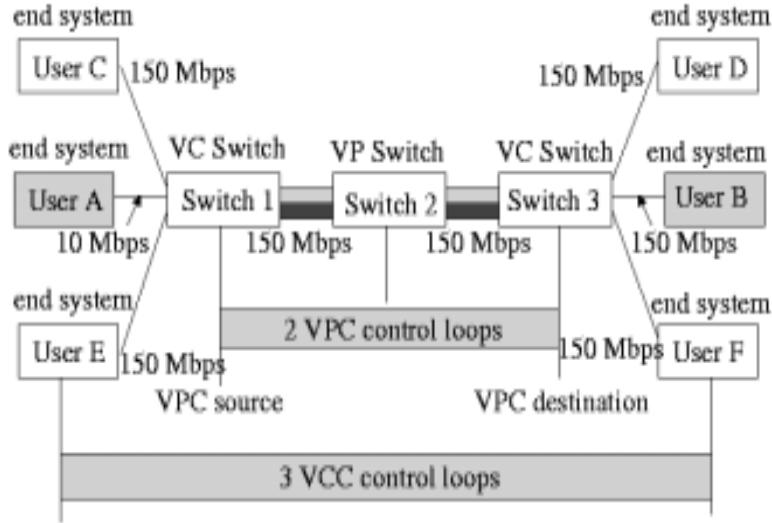 end system
User C
150 Mbps
end system
User D
150 Mbps
end system
User A
10 Mbps
VC Switch
Switch 1
VP Switch
Switch 2
VC Switch
Switch 3
end system
User B
150 Mbps
150 Mbps
150 Mbps
end system
User E
150 Mbps
2 VPC control loops
end system
User F
150 Mbps
VPC source
VPC destination
3 VCC control loops